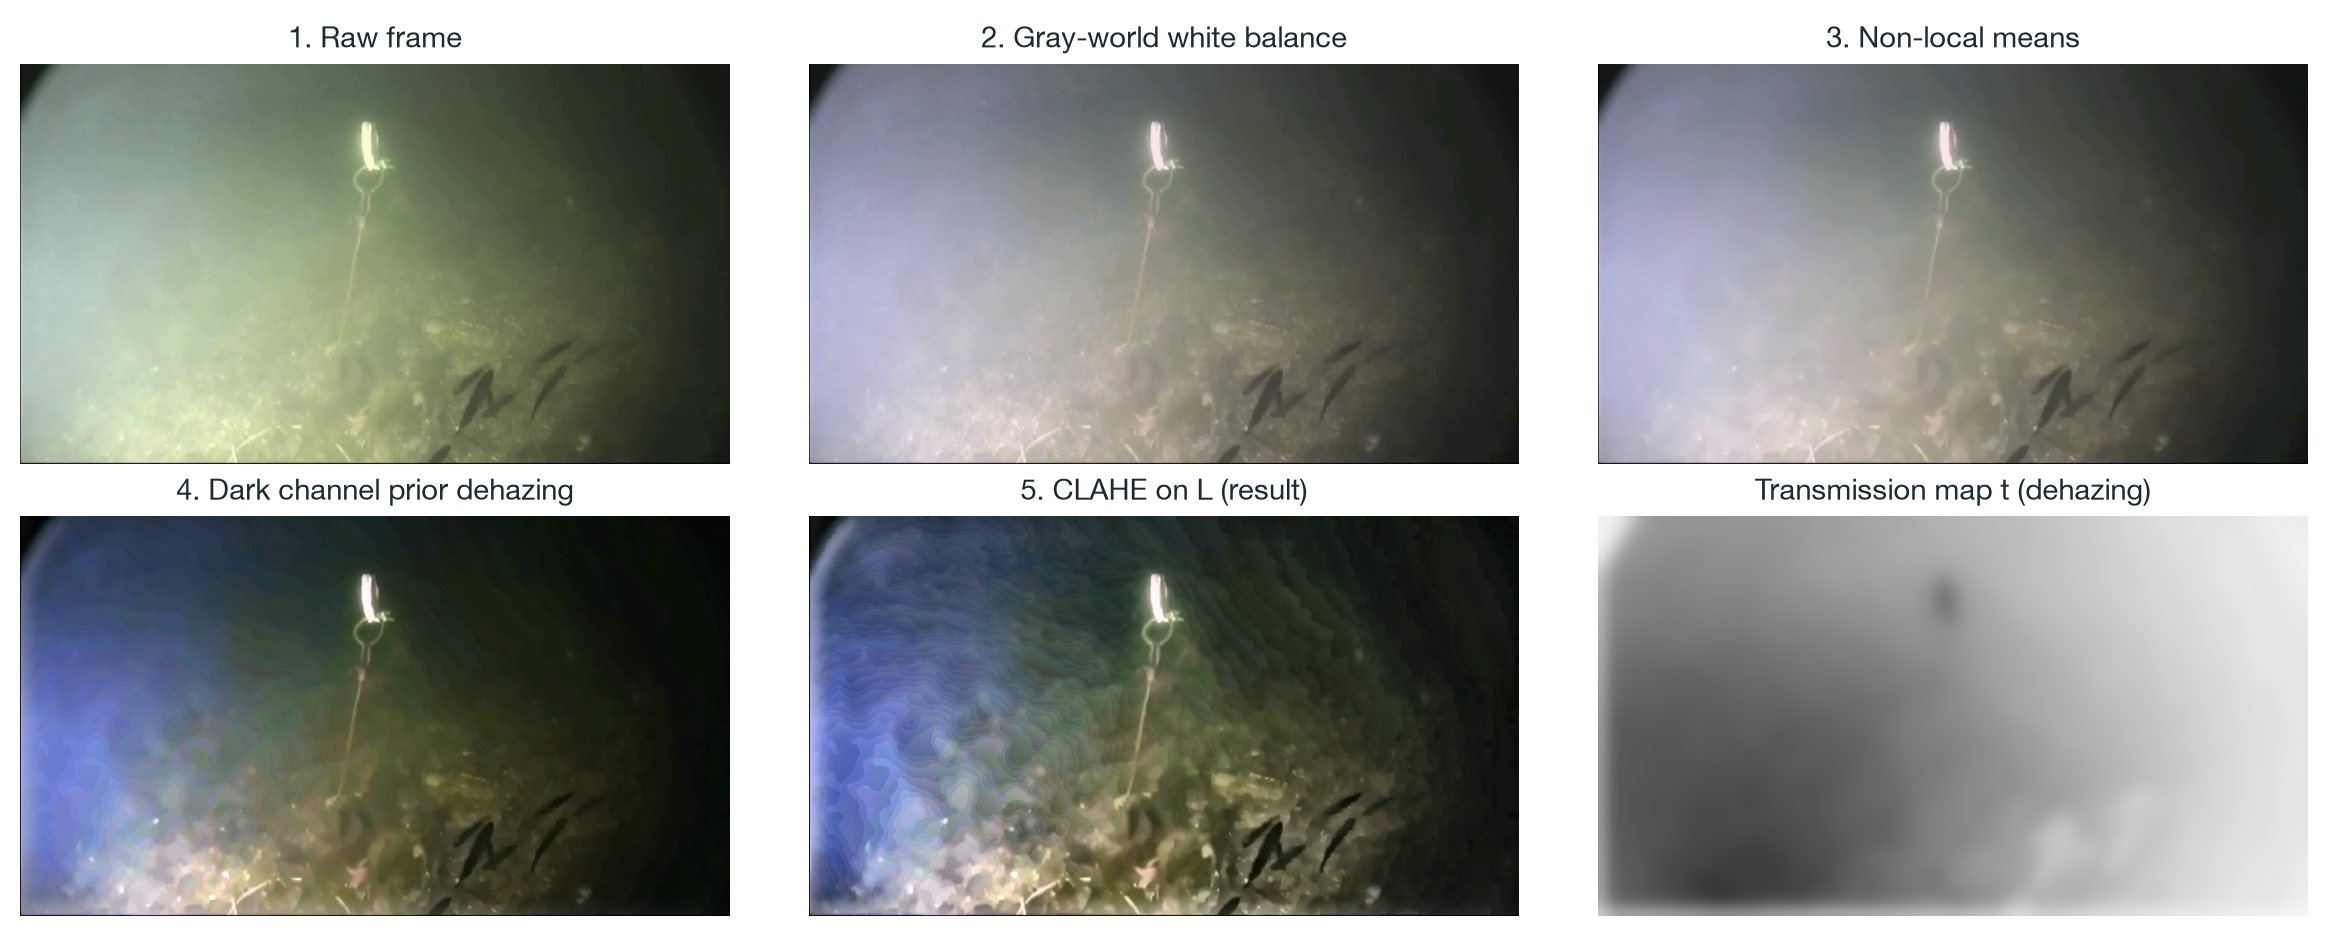 1. Raw frame
2. Gray-world white balance
3. Non-local means
4. Dark channel prior dehazing
5. CLAHE on L (result)
Transmission map t (dehazing)